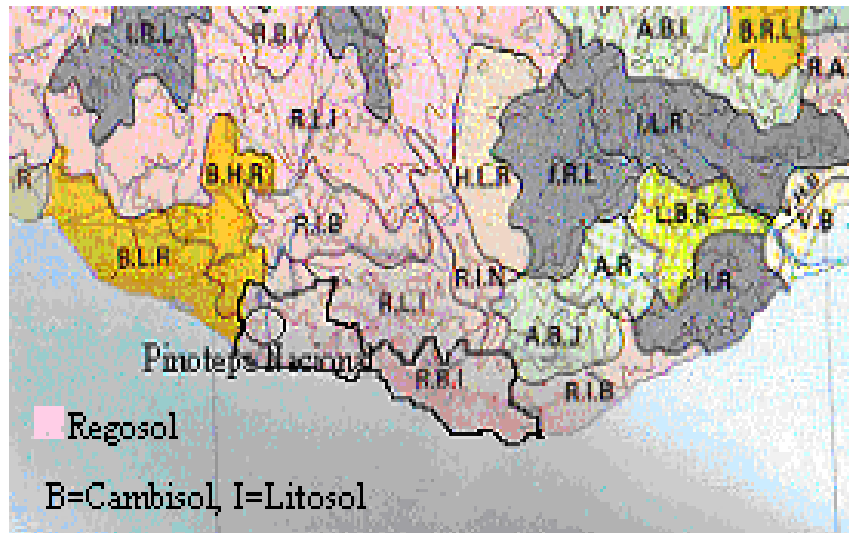 I.R.L
R.B.I
A.B.I
B.R.L
R.A.
R.L.I
I.L.R
.R
B.H.R
H.L.R
I.R.L
L.B.R
V.B
R.I.B
B.L.R
A.R
I.R
R.I.N
R.L.I
A.B.I
Pinotepa Nacional
R.B.I
R.I.B
Regosol
B=Cambisol, I=Litosol